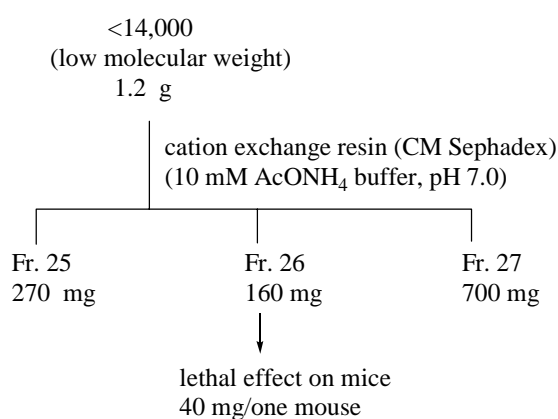 <14,000
(low molecular weight)
1.2 g
cation exchange resin (CM Sephadex)
(10 mM AcONH4 buffer, pH 7.0)
Fr. 25
270 mg
Fr. 26
160 mg
Fr. 27
700 mg
lethal effect on mice
40 mg/one mouse